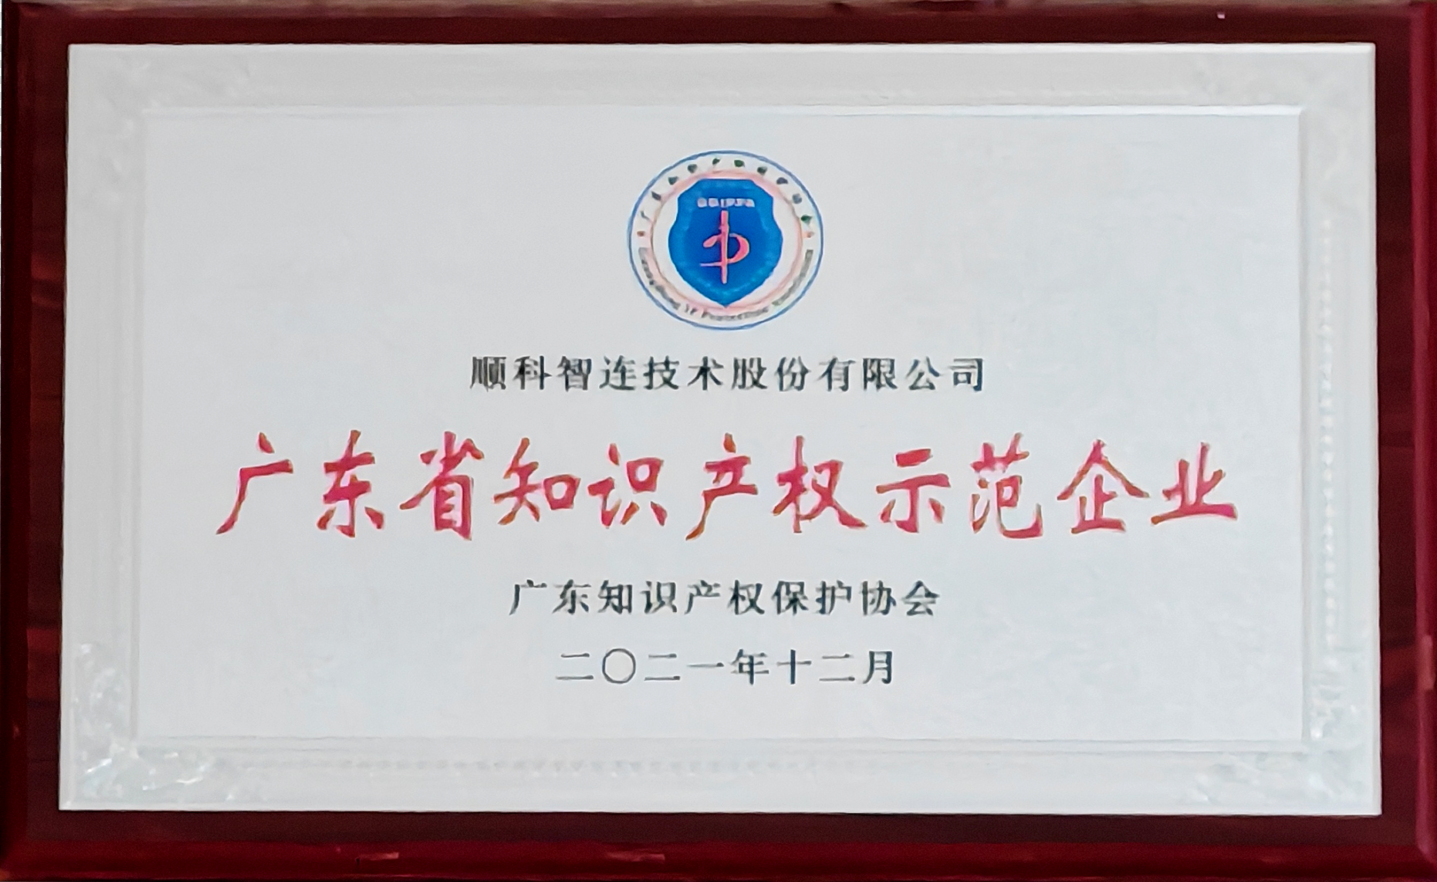 顺科智连技术股份有限公司
广东省知识产权示范企业
广东知识产权保护协会
二〇二一年十二月